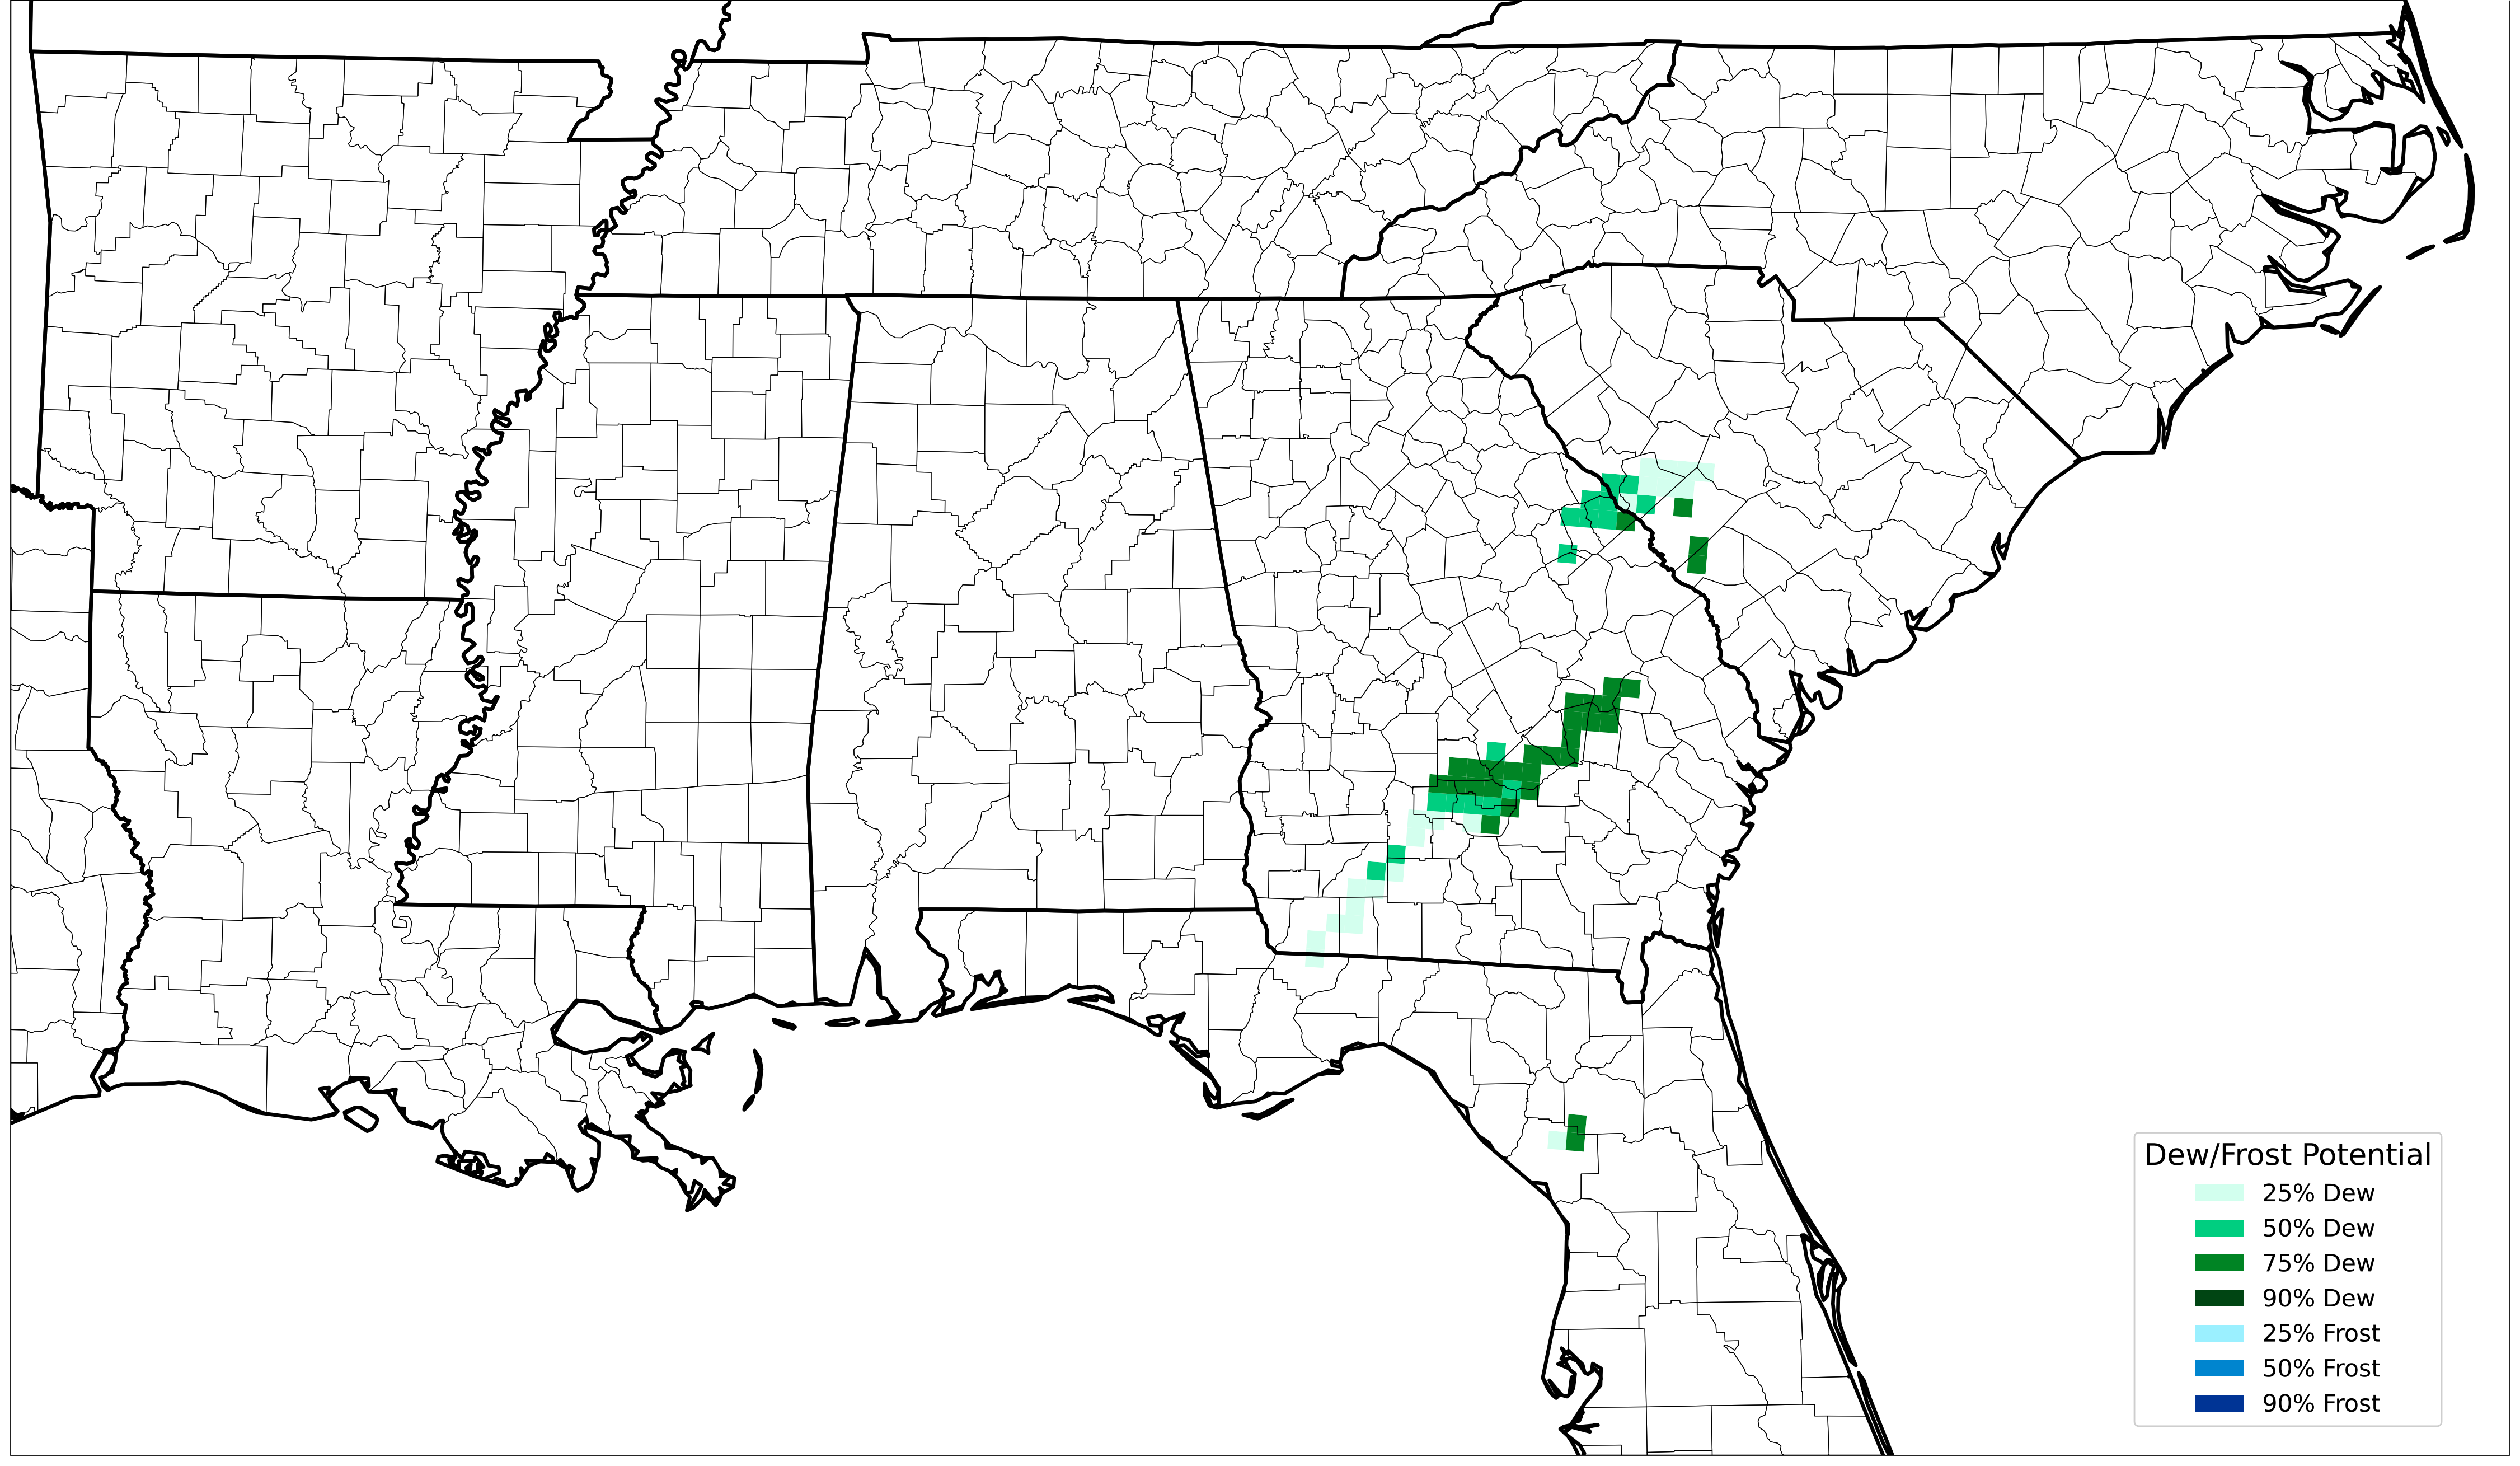 Dew/Frost Potential
25% Dew
50% Dew
75% Dew
90% Dew
25% Frost
50% Frost
90% Frost